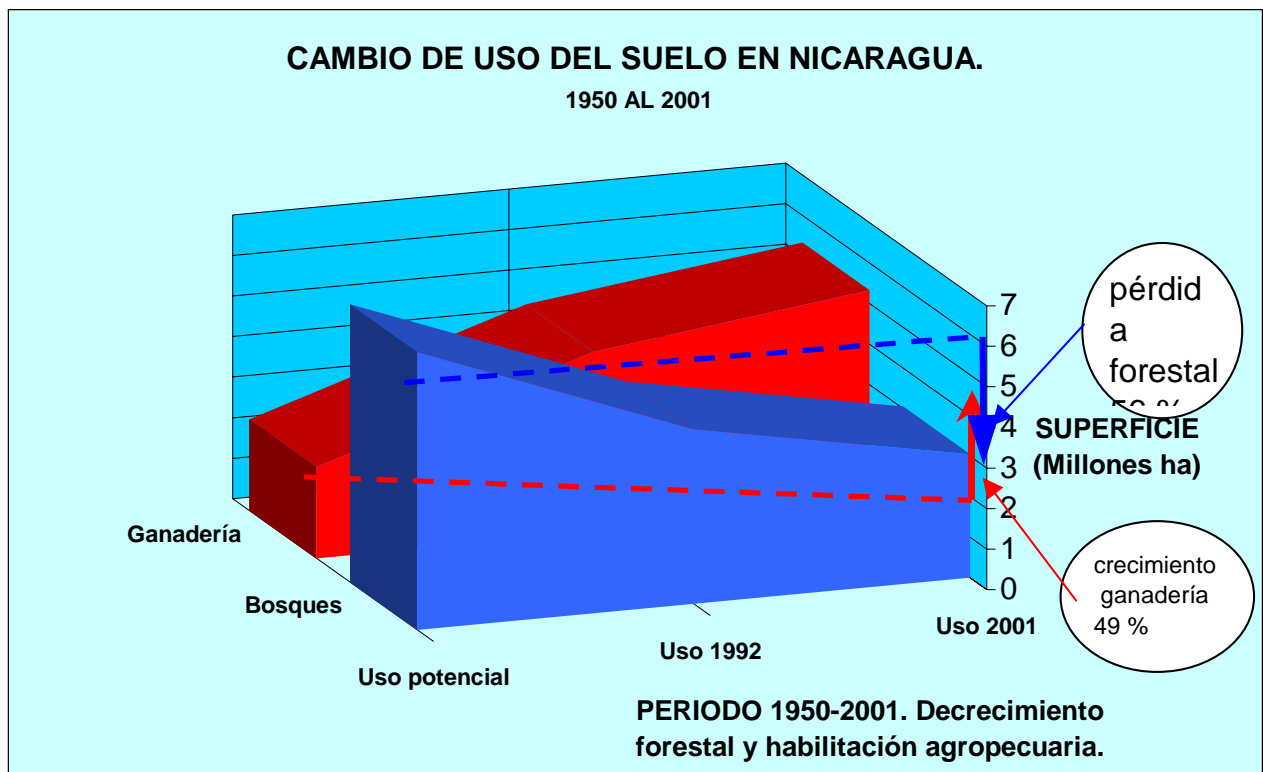 CAMBIO DE USO DEL SUELO EN NICARAGUA.
1950 AL 2001
pérdid
a
forestal
7
6
5
4
3
2
1
0
SUPERFICIE
(Millones ha)
crecimiento
ganadería
49 %
Ganadería
Bosques
Uso potencial
Uso 1992
Uso 2001
PERIODO 1950-2001. Decrecimiento
forestal y habilitación agropecuaria.